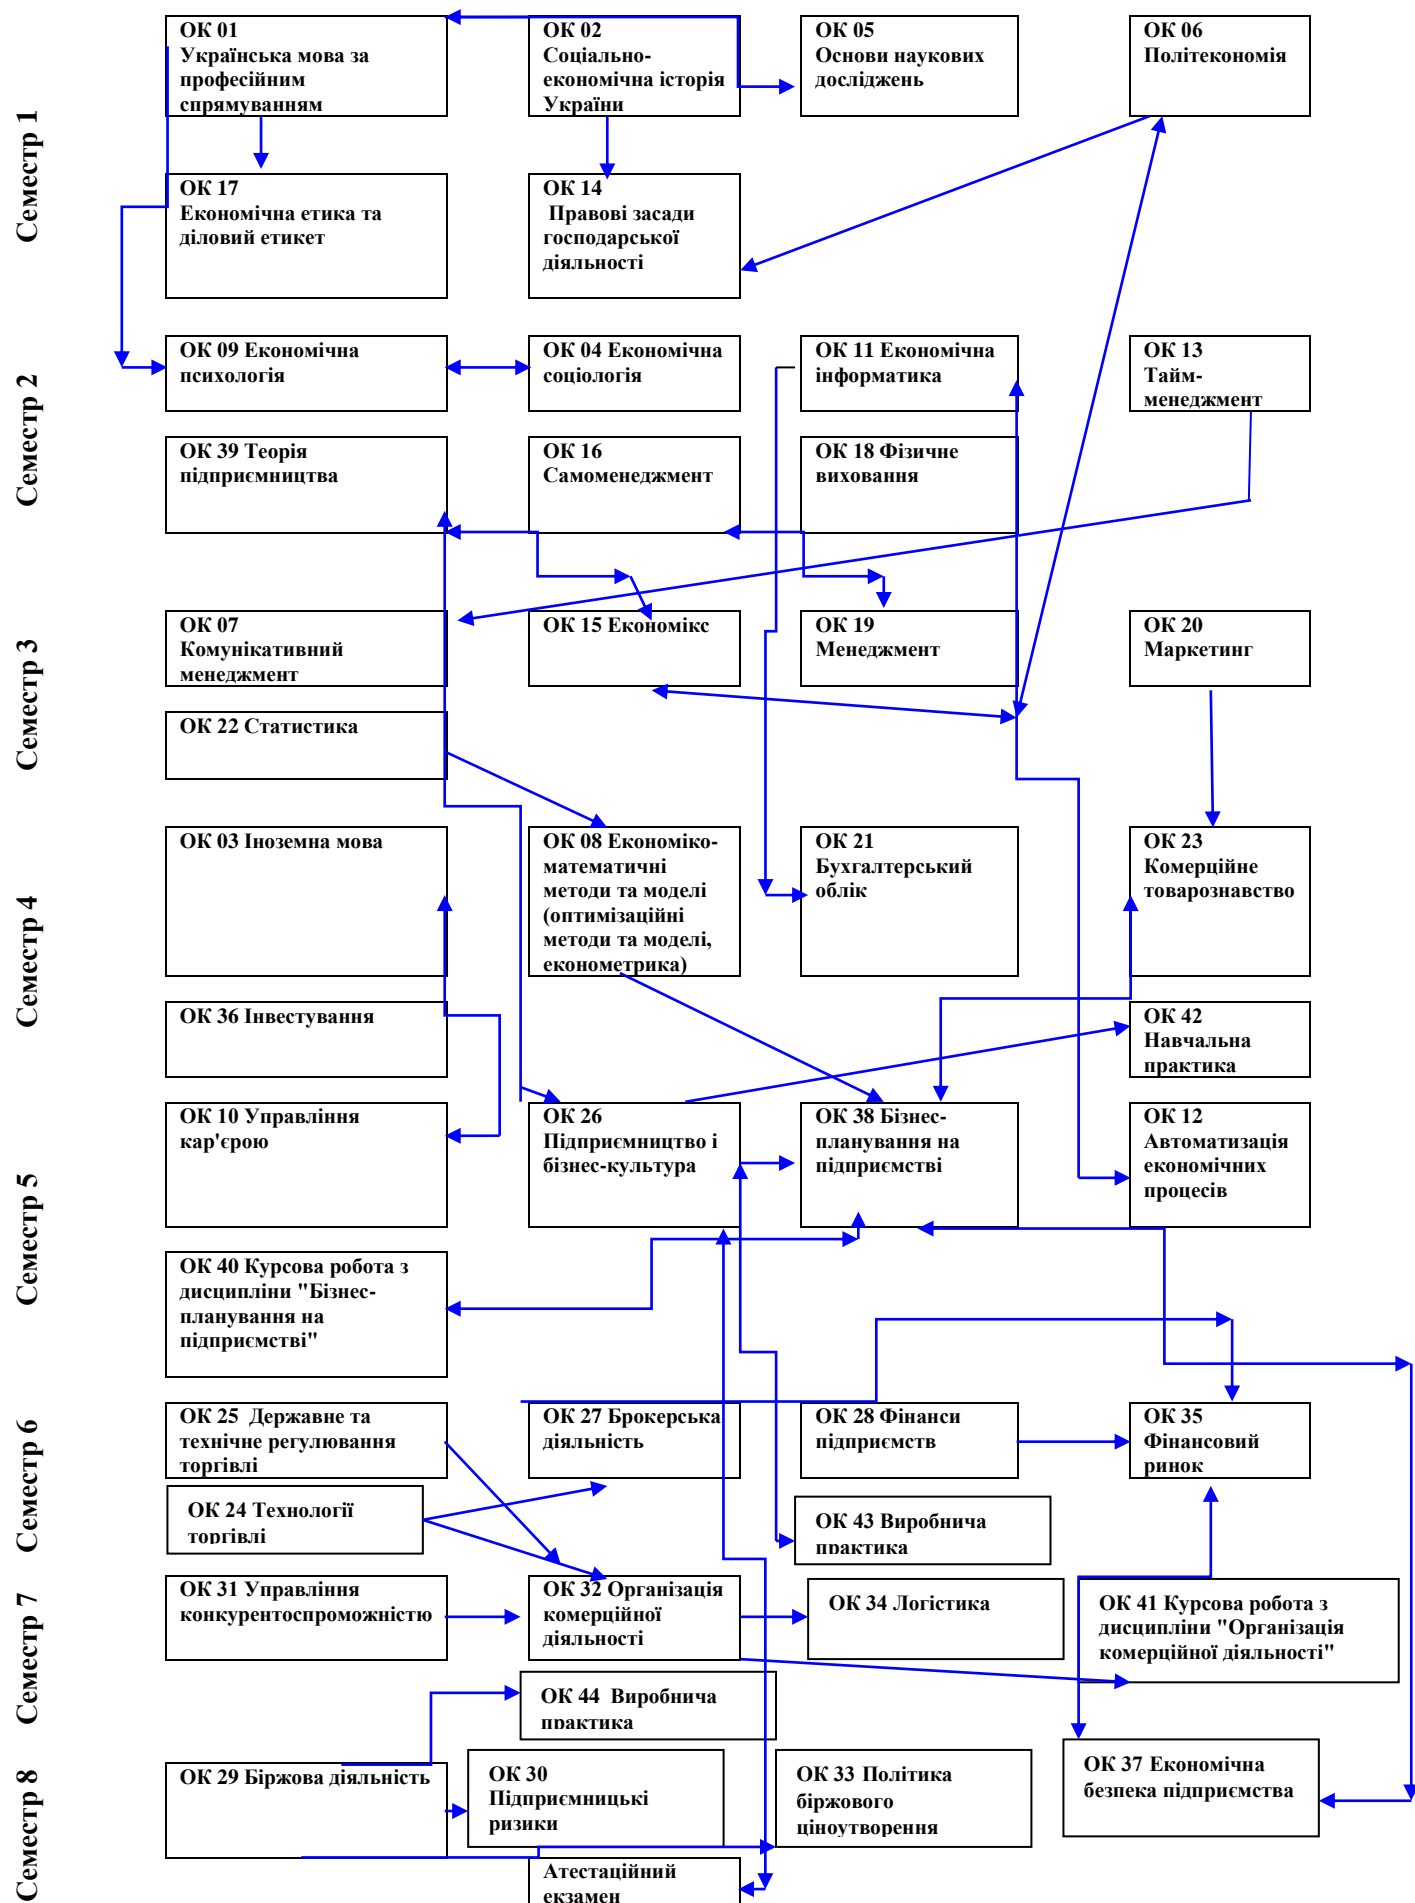 Семестр 1
ОК 01
Українська мова за
професійним
спрямуванням
ОК 02
Соціально-
економічна історія
України
ОК 05
Основи наукових
досліджень
ОК 06
Політекономія
ОК 17
Економічна етика та
діловий етикет
ОК 14
Правові засади
господарської
діяльності
Семестр 2
ОК 09 Економічна
психологія
ОК 04 Економічна
соціологія
ОК 11 Економічна
інформатика
ОК 13
Тайм-
менеджмент
ОК 39 Теорія
підприємництва
ОК 16
Самоменеджмент
ОК 18 Фізичне
виховання
Семестр 3
ОК 07
Комунікативний
менеджмент
ОК 15 Економікс
ОК 19
Менеджмент
ОК 20
Маркетинг
ОК 22 Статистика
Семестр 4
ОК 03 Іноземна мова
ОК 08 Економіко-
математичні
методи та моделі
(оптимізаційні
методи та моделі,
економетрика)
ОК 21
Бухгалтерський
облік
ОК 23
Комерційне
товарознавство
ОК 36 Інвестування
ОК 42
Навчальна
практика
Семестр 5
ОК 10 Управління
кар'єрою
ОК 26
Підприємництво і
бізнес-культура
ОК 38 Бізнес-
планування на
підприємстві
ОК 12
Автоматизація
економічних
процесів
ОК 40 Курсова робота з
дисципліни "Бізнес-
планування на
підприємстві"
Семестр 6
ОК 25 Державне та
технічне регулювання
торгівлі
ОК 27 Брокерська
діяльність
ОК 28 Фінанси
підприємств
ОК 35
Фінансовий
ринок
ОК 24 Технології
торгівлі
ОК 43 Виробнича
практика
Семестр 7
ОК 31 Управління
конкурентоспроможністю
ОК 32 Організація
комерційної
діяльності
ОК 34 Логістика
ОК 41 Курсова робота з
дисципліни "Організація
комерційної діяльності"
ОК 44 Виробнича
практика
Семестр 8
ОК 29 Біржова діяльність
ОК 30
Підприємницькі
ризики
ОК 33 Політика
біржового
ціноутворення
ОК 37 Економічна
безпека підприємства
Атестаційний
екзамен